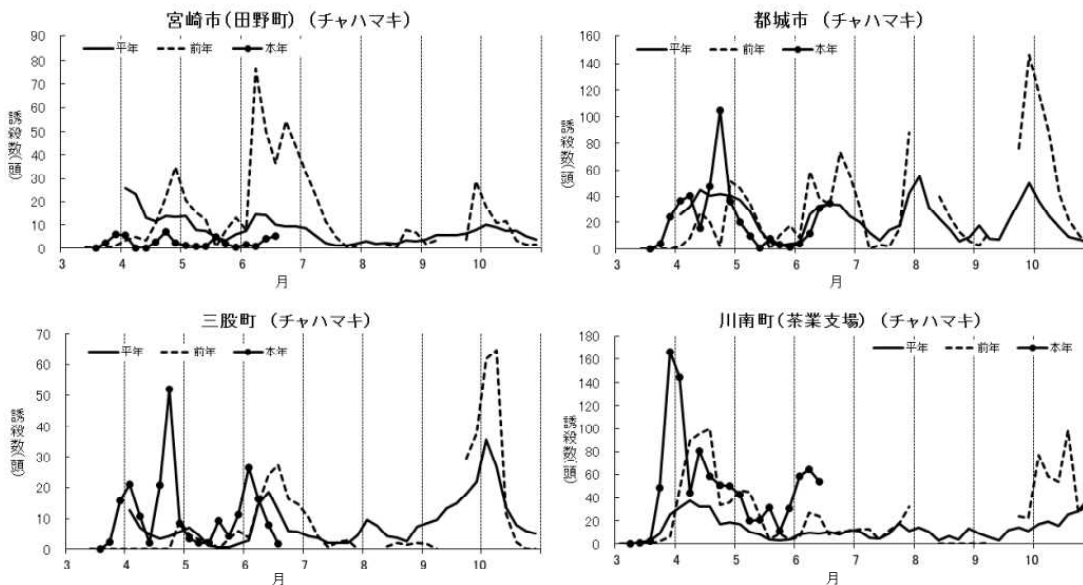 宮崎市(田野町) (チャハマキ)
90
80
70
60
50
40
30
20
10
0
誘殺数(頭)
平年 前年 本年
3 4 5 6 7 8 9 10
月
都城市 (チャハマキ)
160
140
120
100
80
60
40
20
0
誘殺数(頭)
平年 前年 本年
3 4 5 6 7 8 9 10
月
三股町 (チャハマキ)
70
60
50
40
30
20
10
0
誘殺数(頭)
平年 前年 本年
3 4 5 6 7 8 9 10
月
川南町(茶業支場) (チャハマキ)
180
160
140
120
100
80
60
40
20
0
誘殺数(頭)
平年 前年 本年
3 4 5 6 7 8 9 10
月